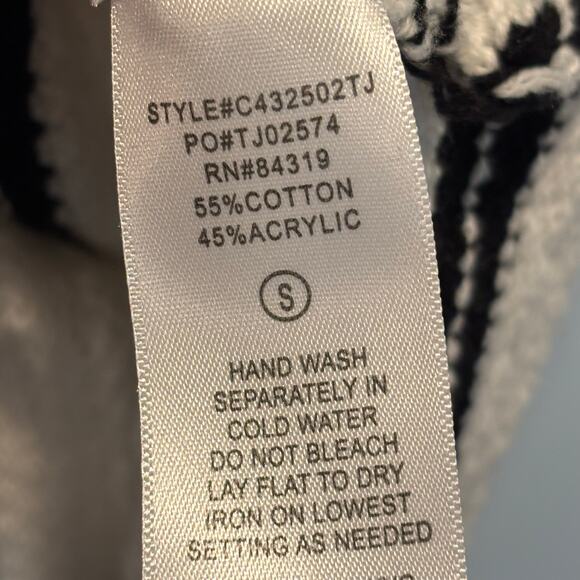 STYLE#C432502TJ
PO#TJ02574
RN#84319
55%COTTON
45%ACRYLIC
S
HAND WASH
SEPARATELY IN
COLD WATER
DO NOT BLEACH
LAY FLAT TO DRY
IRON ON LOWEST
SETTING AS NEEDED